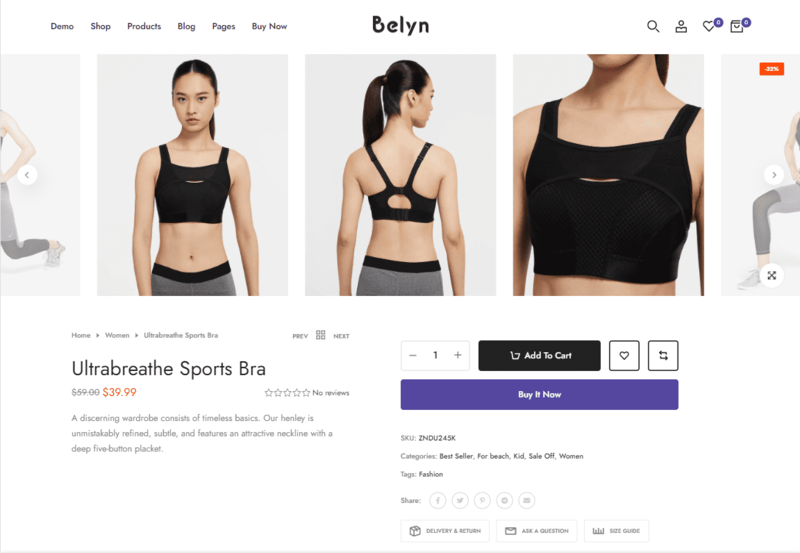 Demo Shop Products Blog Pages Buy Now
Belyn
0 0
-32%
Home Women Ultrabreathe Sports Bra
PREV NEXT
Ultrabreathe Sports Bra
$59.00 $39.99
No reviews
A discerning wardrobe consists of timeless basics. Our henley is
unmistakably refined, subtle, and features an attractive neckline with a
deep five-button placket.
− 1 +
Add To Cart
Buy It Now
SKU: ZNDU245K
Categories: Best Seller, For beach, Kid, Sale Off, Women
Tags: Fashion
Share:
DELIVERY & RETURN
ASK A QUESTION
SIZE GUIDE